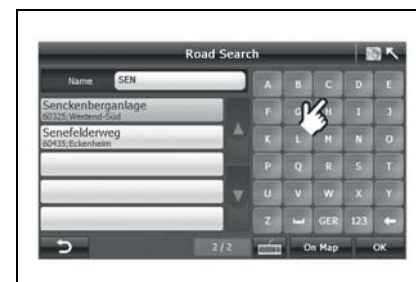 Road Search
Name SEN
A B C D E
Senckenberganlage
60325;Westend-Süd
F G H I J
Senefelderweg
60435;Eckenheim
K L M N O
P Q R S T
U V W X Y
Z GER 123
2/2 On Map OK